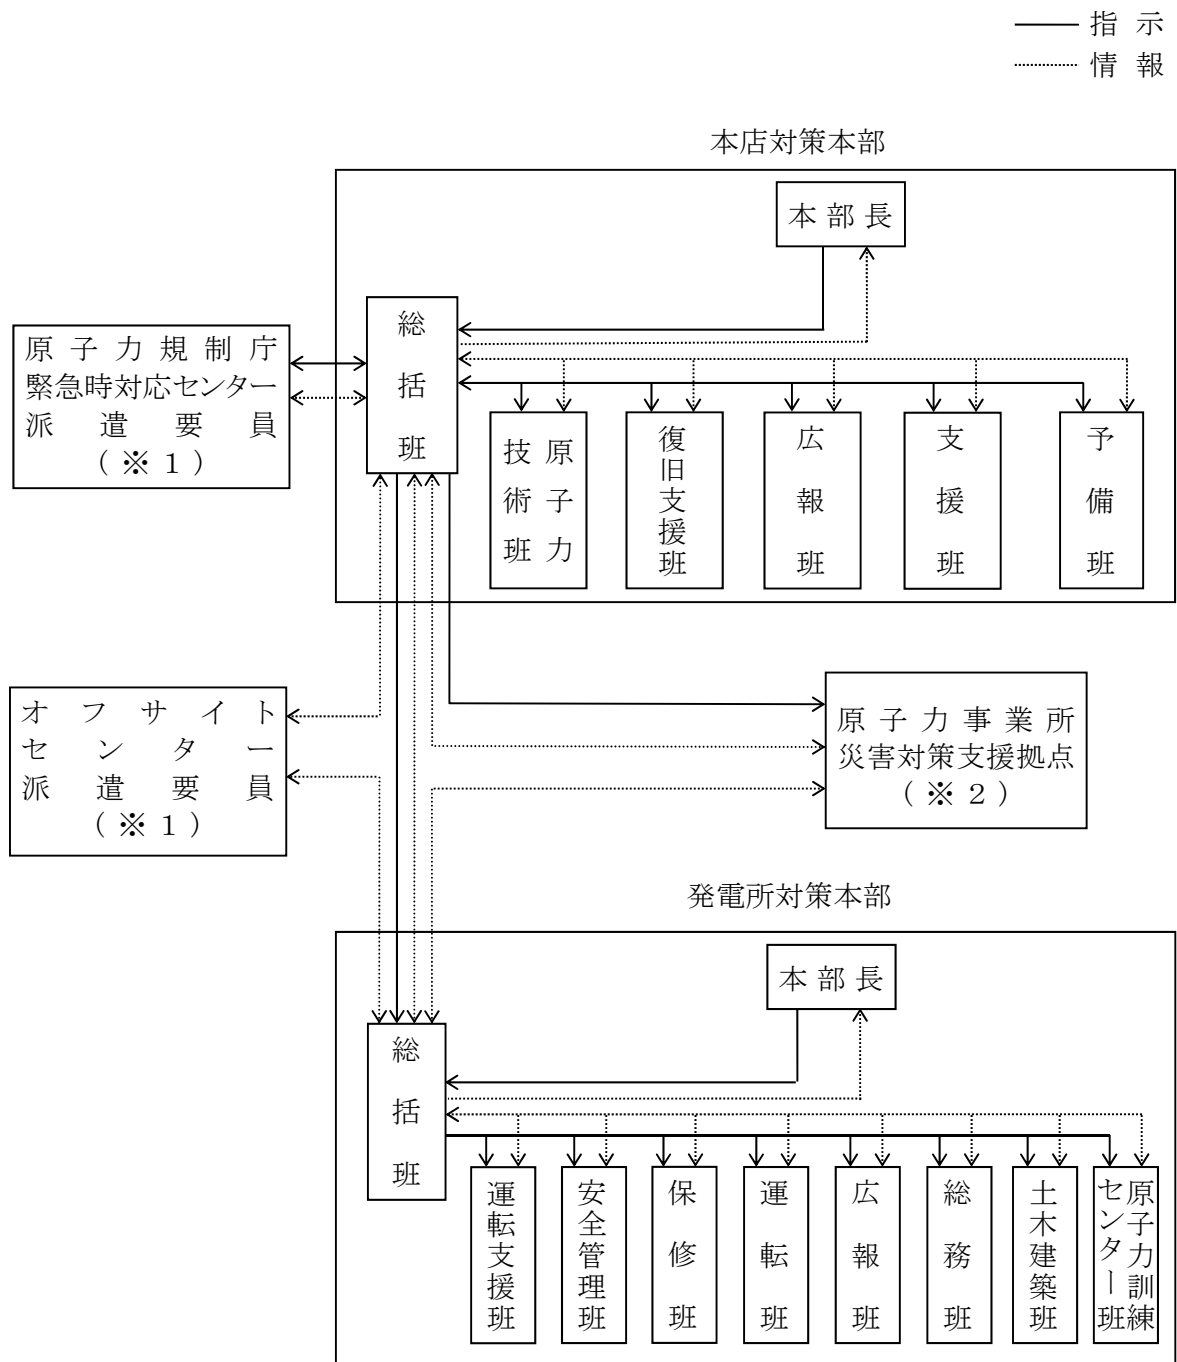 指示
情報
本店対策本部
本部長
総括班
原子力規制庁
緊急時対応センター
派遣要員
(※1)
原子力
技術班
復旧支援班
広報班
支援班
予備班
オフサイト
センター
派遣要員
(※1)
原子力事業所
災害対策支援拠点
(※2)
発電所対策本部
本部長
総括班
運転支援班
安全管理班
保修班
運転班
広報班
総務班
土木建築班
原子力訓練
センター班